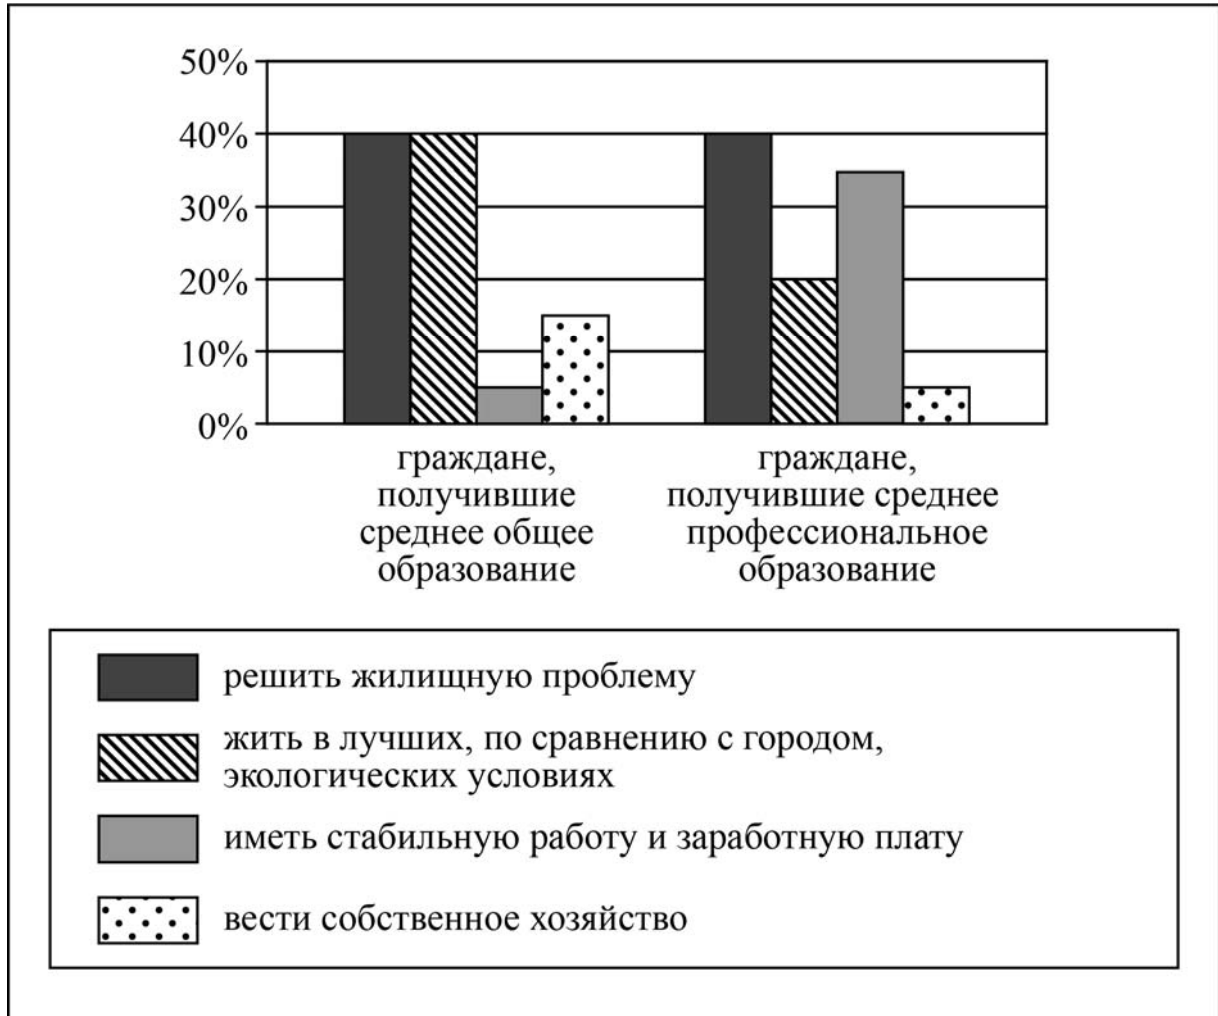 50%
40%
30%
20%
10%
0%
граждане,
получившие
среднее общее
образование
граждане,
получившие среднее
профессиональное
образование
решить жилищную проблему
жить в лучших, по сравнению с городом,
экологических условиях
иметь стабильную работу и заработную плату
вести собственное хозяйство